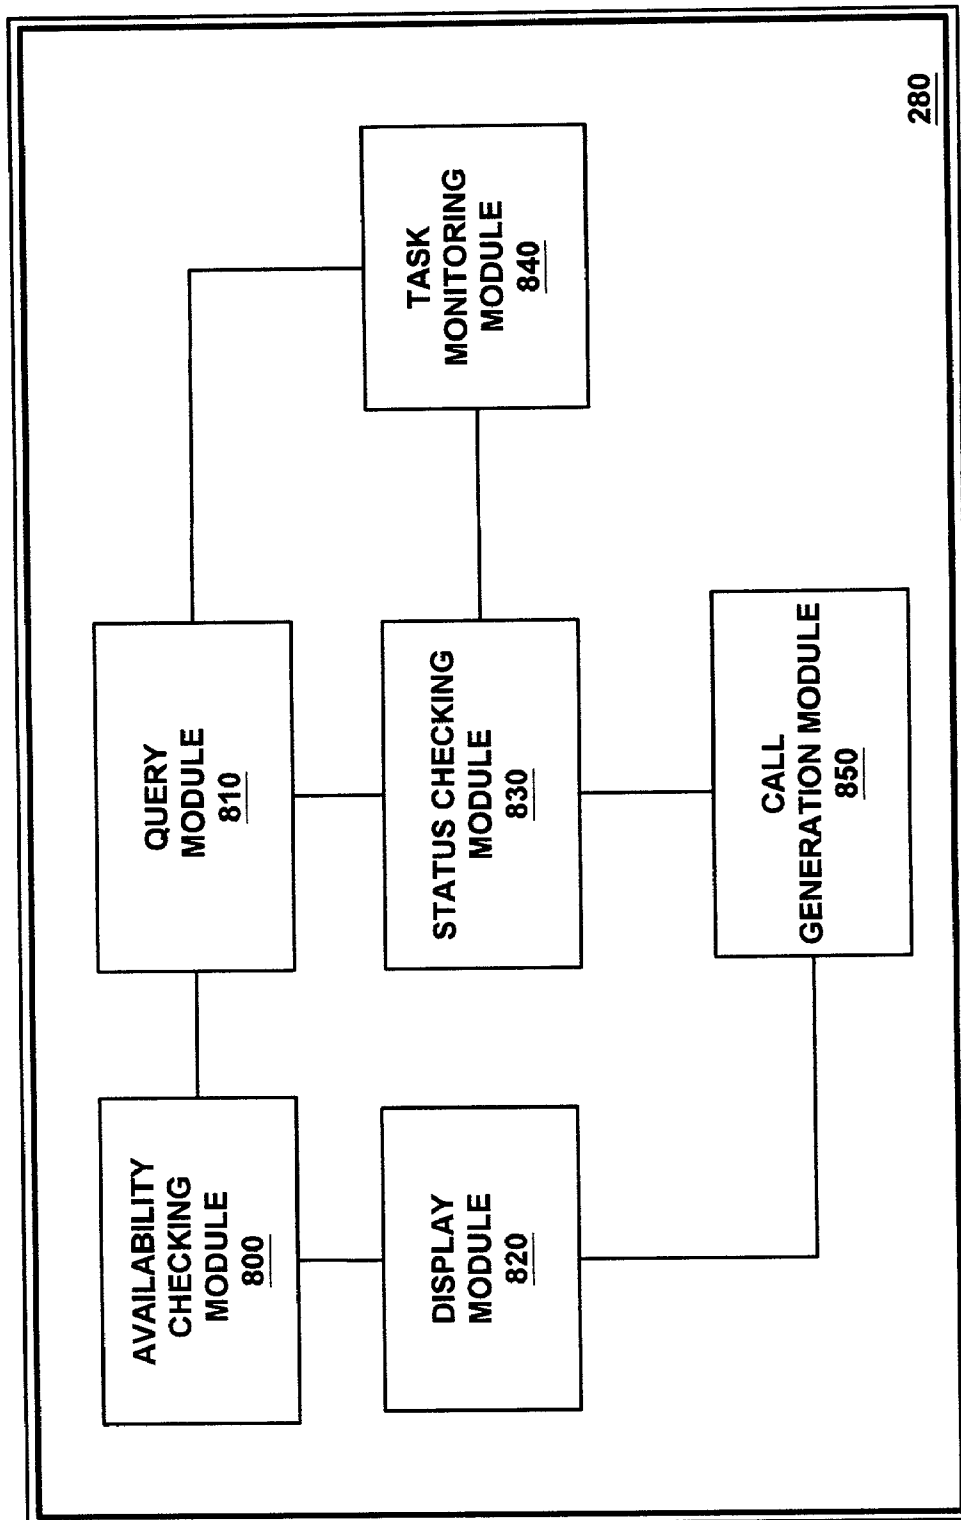 AVAILABILITY
CHECKING
MODULE
800
QUERY
MODULE
810
TASK
MONITORING
MODULE
840
DISPLAY
MODULE
820
STATUS CHECKING
MODULE
830
CALL
GENERATION MODULE
850
280